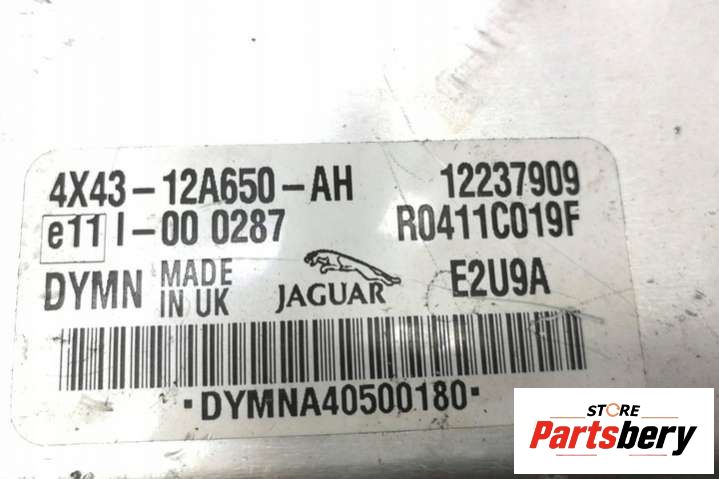 4X43-12A650-AH 12237909
e11 I-00 0287 R0411C019F
DYMN MADE IN UK JAGUAR E2U9A
·DYMNA40500180·
STORE
Partsbery